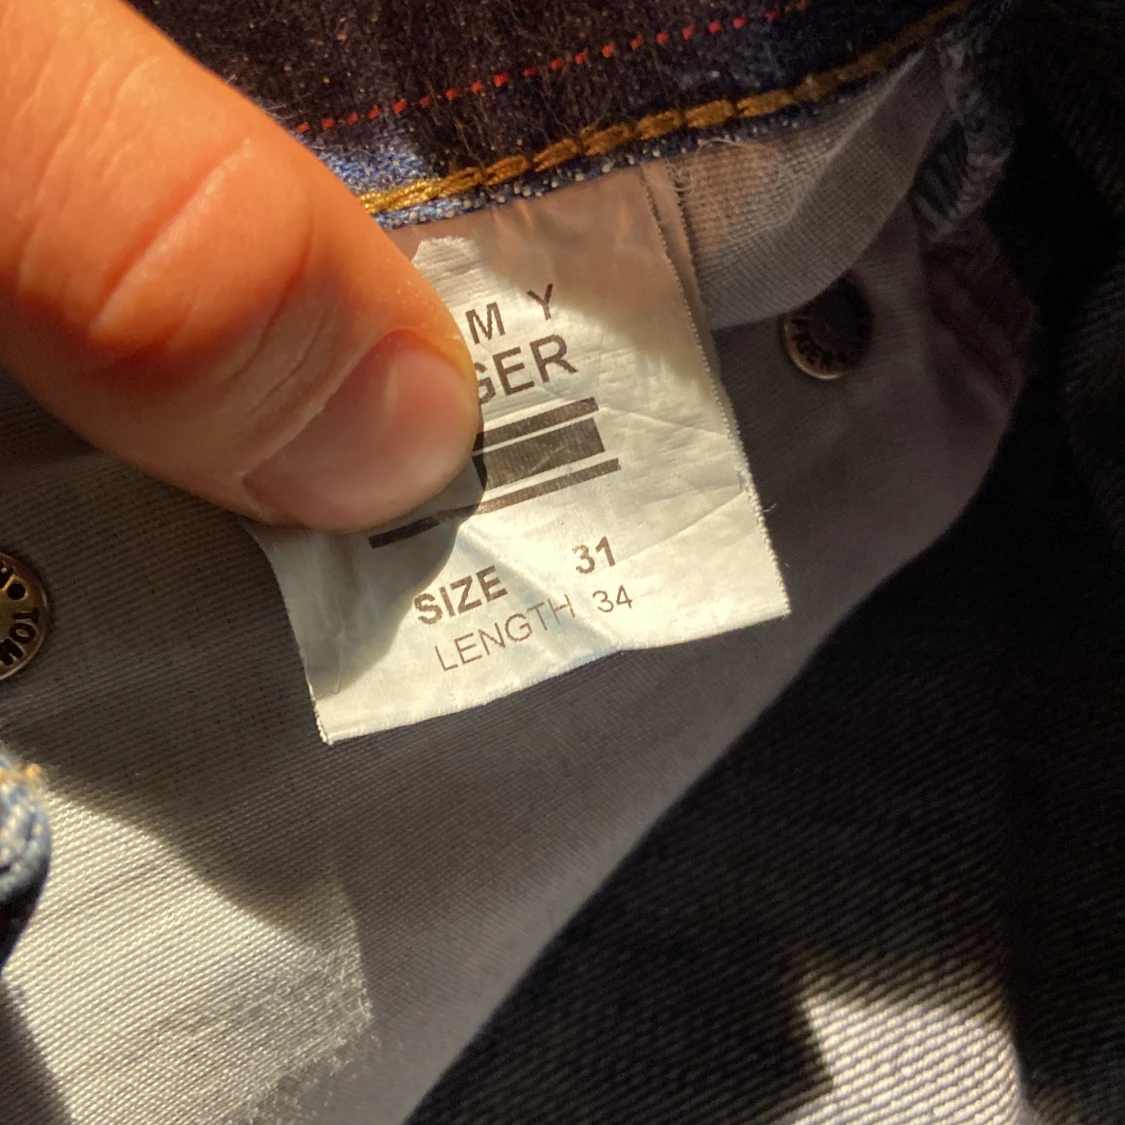 M Y
GER
SIZE 31
LENGTH 34